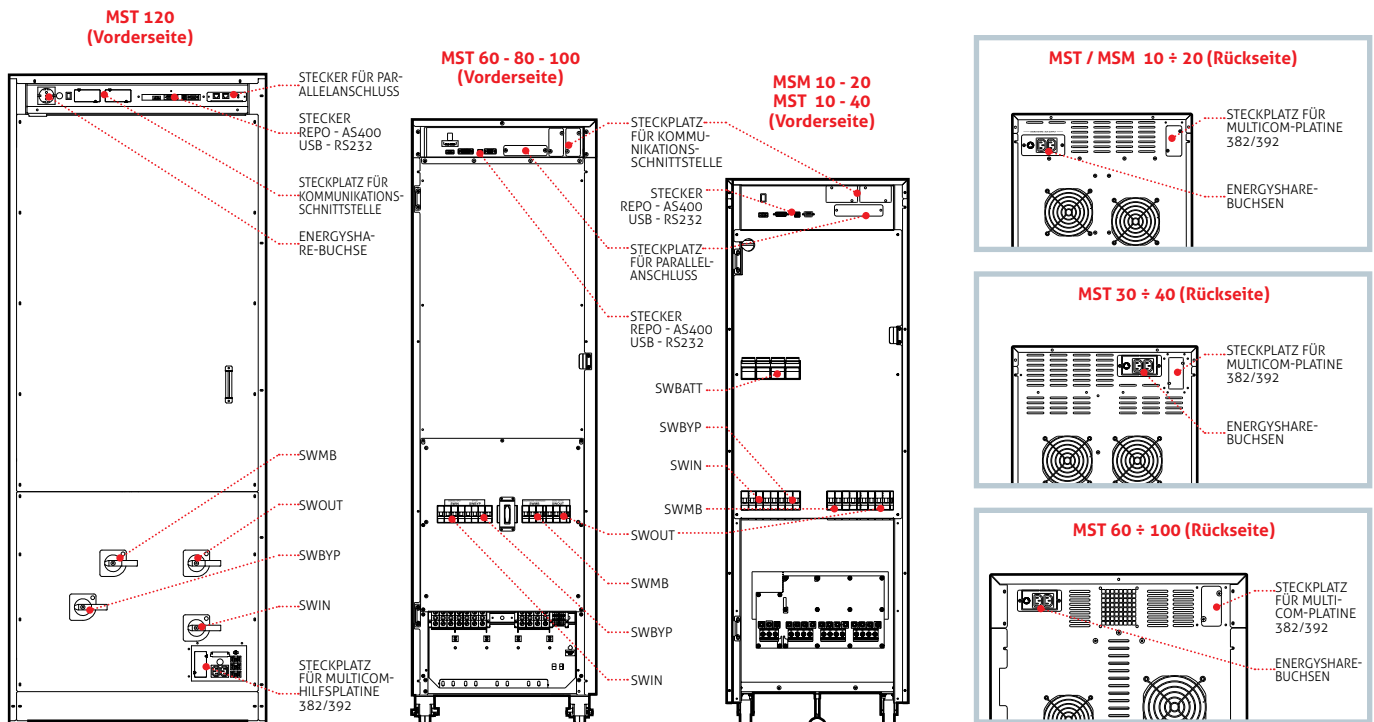 MST 120
(Vorderseite)
STECKER FÜR PAR-
ALLELANSCHLUSS
STECKER
REPO - AS400
USB - RS232
STECKPLATZ FÜR
KOMMUNIKATIONS-
SCHNITTSTELLE
ENERGYSHA-
RE-BUCHSE
SWMB
SWOUT
SWBYP
SWIN
STECKPLATZ
FÜR MULTICOM-
HILFSPLATINE
382/392
MST 60 - 80 - 100
(Vorderseite)
MSM 10 - 20
MST 10 - 40
(Vorderseite)
STECKPLATZ
FÜR KOMMU-
NIKATIONS-
SCHNITTSTELLE
STECKER
REPO - AS400
USB - RS232
STECKPLATZ
FÜR PARALLEL-
ANSCHLUSS
STECKER
REPO - AS400
USB - RS232
SWBATT
SWBYP
SWIN
SWMB
SWOUT
SWMB
SWBYP
SWIN
MST / MSM 10 ÷ 20 (Rückseite)
STECKPLATZ FÜR
MULTICOM-PLATINE
382/392
ENERGYSHARE-
BUCHSEN
MST 30 ÷ 40 (Rückseite)
STECKPLATZ FÜR
MULTICOM-PLATINE
382/392
ENERGYSHARE-
BUCHSEN
MST 60 ÷ 100 (Rückseite)
STECKPLATZ
FÜR MULTI-
COM-PLATINE
382/392
ENERGYSHARE-
BUCHSEN